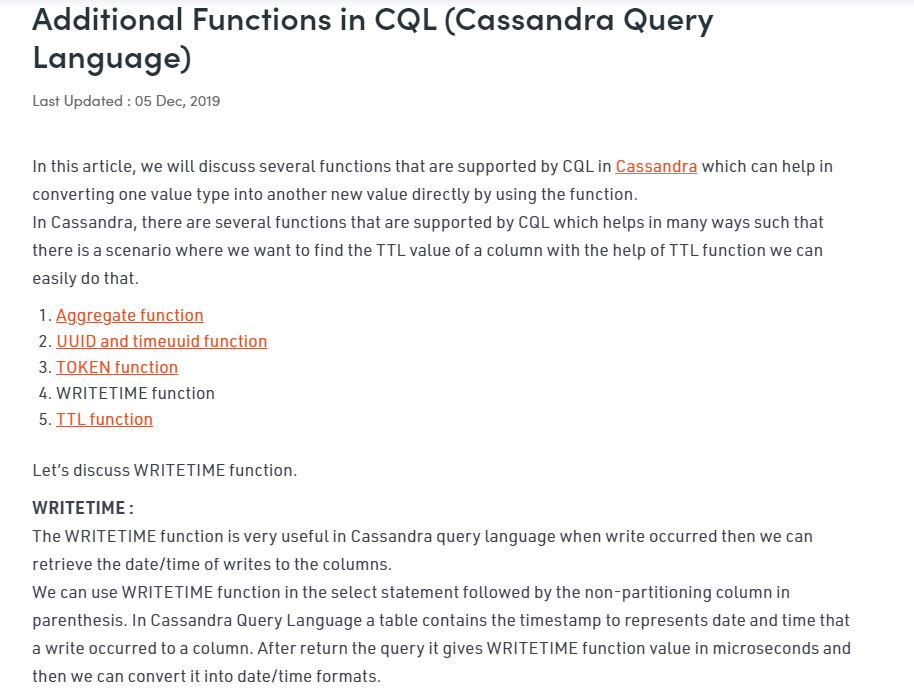 Additional Functions in CQL (Cassandra Query
Language)
Last Updated : 05 Dec, 2019
In this article, we will discuss several functions that are supported by CQL in Cassandra which can help in
converting one value type into another new value directly by using the function.
In Cassandra, there are several functions that are supported by CQL which helps in many ways such that
there is a scenario where we want to find the TTL value of a column with the help of TTL function we can
easily do that.
1. Aggregate function
2. UUID and timeuuid function
3. TOKEN function
4. WRITETIME function
5. TTL function
Let’s discuss WRITETIME function.
WRITETIME :
The WRITETIME function is very useful in Cassandra query language when write occurred then we can
retrieve the date/time of writes to the columns.
We can use WRITETIME function in the select statement followed by the non-partitioning column in
parenthesis. In Cassandra Query Language a table contains the timestamp to represents date and time that
a write occurred to a column. After return the query it gives WRITETIME function value in microseconds and
then we can convert it into date/time formats.